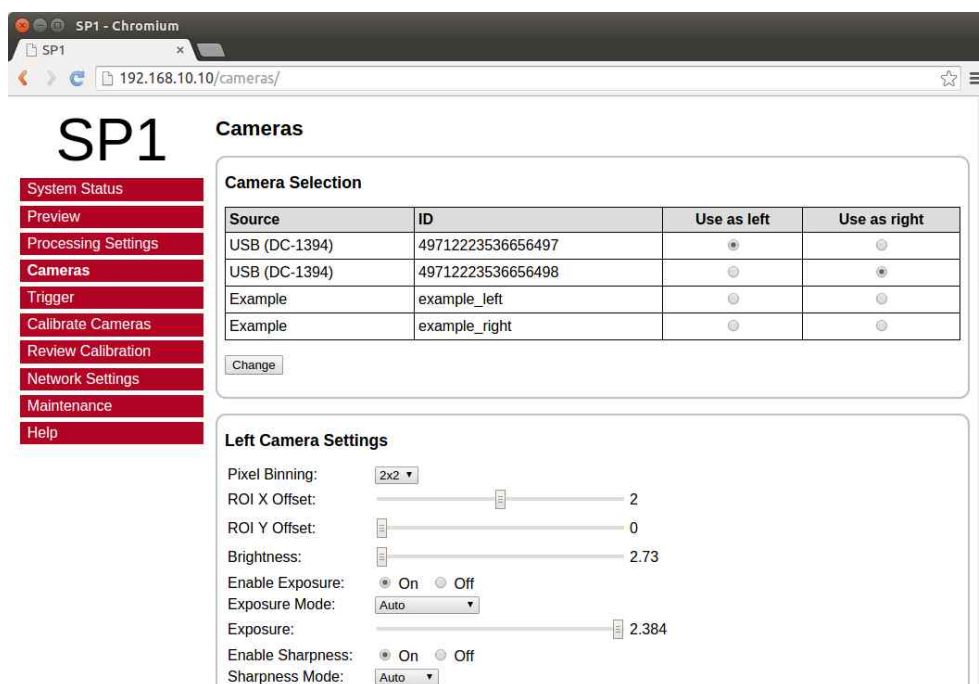 SP1 - Chromium
SP1
192.168.10.10/cameras/
SP1
System Status
Preview
Processing Settings
Cameras
Trigger
Calibrate Cameras
Review Calibration
Network Settings
Maintenance
Help
Cameras
Camera Selection
Source ID Use as left Use as right
USB (DC-1394) 49712223536656497
USB (DC-1394) 49712223536656498
Example example_left
Example example_right
Change
Left Camera Settings
Pixel Binning: 2x2
ROI X Offset: 2
ROI Y Offset: 0
Brightness: 2.73
Enable Exposure: On Off
Exposure Mode: Auto
Exposure: 2.384
Enable Sharpness: On Off
Sharpness Mode: Auto